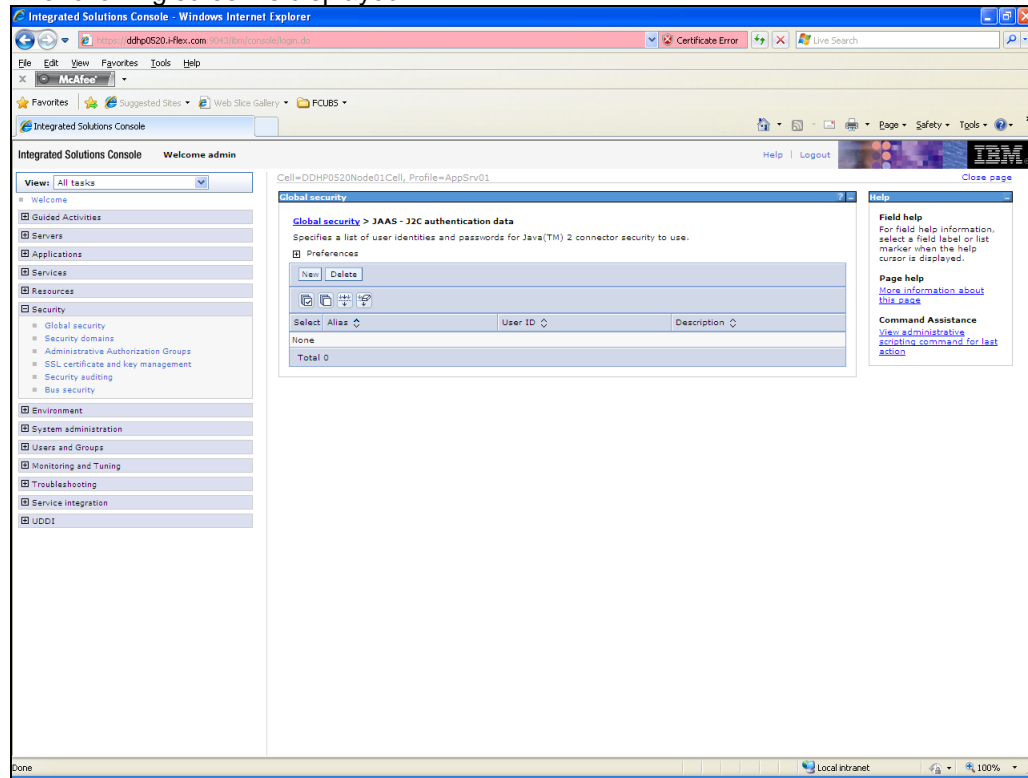 Integrated Solutions Console - Windows Internet Explorer
https://ddhp0520.i-flex.com:9043/ibm/console/login.do
Certificate Error
Live Search
File Edit View Favorites Tools Help
x McAfee
Favorites Suggested Sites Web Slice Gallery FCUBS
Integrated Solutions Console
Page Safety Tools
Integrated Solutions Console Welcome admin
Help | Logout
IBM.
View: All tasks
Cell=DDHP0520Node01Cell, Profile=AppSrv01
Close page
Welcome
Guided Activities
Servers
Applications
Services
Resources
Security
Global security
Security domains
Administrative Authorization Groups
SSL certificate and key management
Security auditing
Bus security
Environment
System administration
Users and Groups
Monitoring and Tuning
Troubleshooting
Service integration
UDDI
Global security
Global security > JAAS - J2C authentication data
Specifies a list of user identities and passwords for Java(TM) 2 connector security to use.
Preferences
New Delete
Select Alias User ID Description
None
Total 0
Help
Field help
For field help information,
select a field label or list
marker when the help
cursor is displayed.
Page help
More information about
this page
Command Assistance
View administrative
scripting command for last
action
Done
Local intranet
100%